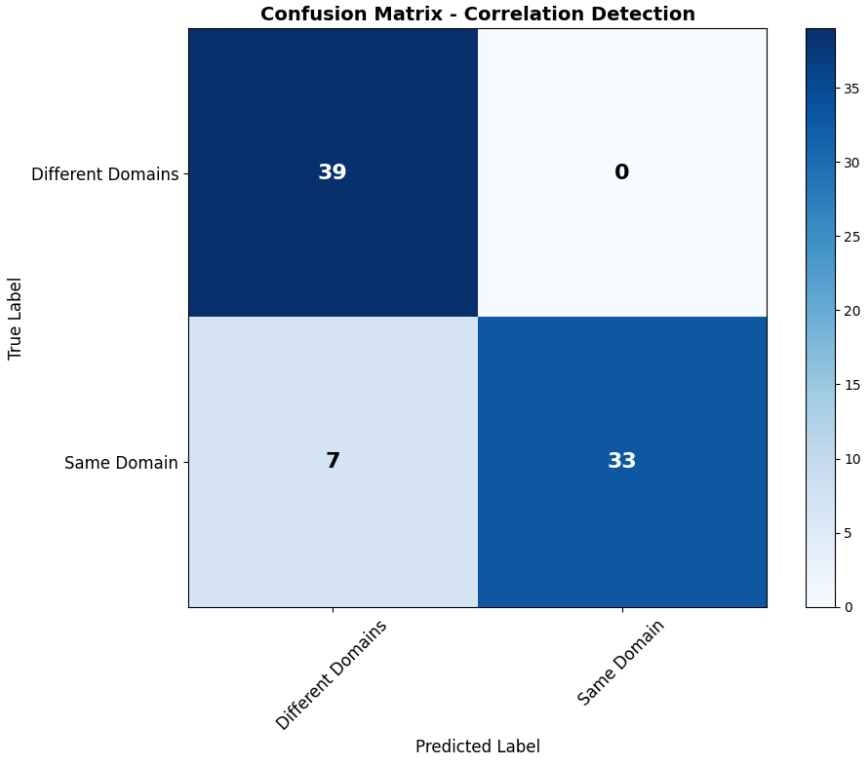 Confusion Matrix - Correlation Detection
True Label
Different Domains
39
0
Same Domain
7
33
Different Domains
Same Domain
Predicted Label
35
30
25
20
15
10
5
0